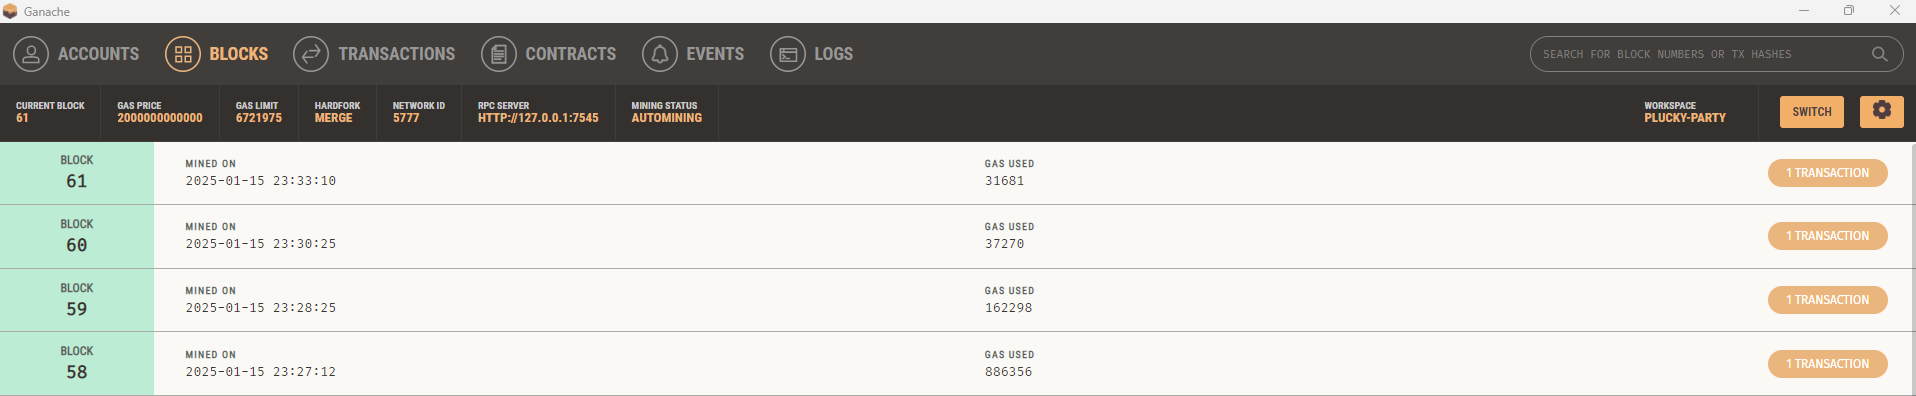 Ganache
ACCOUNTS BLOCKS TRANSACTIONS CONTRACTS EVENTS LOGS SEARCH FOR BLOCK NUMBERS OR TX HASHES
CURRENT BLOCK GAS PRICE GAS LIMIT HARDFORK NETWORK ID RPC SERVER MINING STATUS WORKSPACE
61 2000000000000 6721975 MERGE 5777 HTTP://127.0.0.1:7545 AUTOMINING PLUCKY-PARTY SWITCH
BLOCK MINED ON GAS USED
61 2025-01-15 23:33:10 31681 1 TRANSACTION
BLOCK MINED ON GAS USED
60 2025-01-15 23:30:25 37270 1 TRANSACTION
BLOCK MINED ON GAS USED
59 2025-01-15 23:28:25 162298 1 TRANSACTION
BLOCK MINED ON GAS USED
58 2025-01-15 23:27:12 886356 1 TRANSACTION